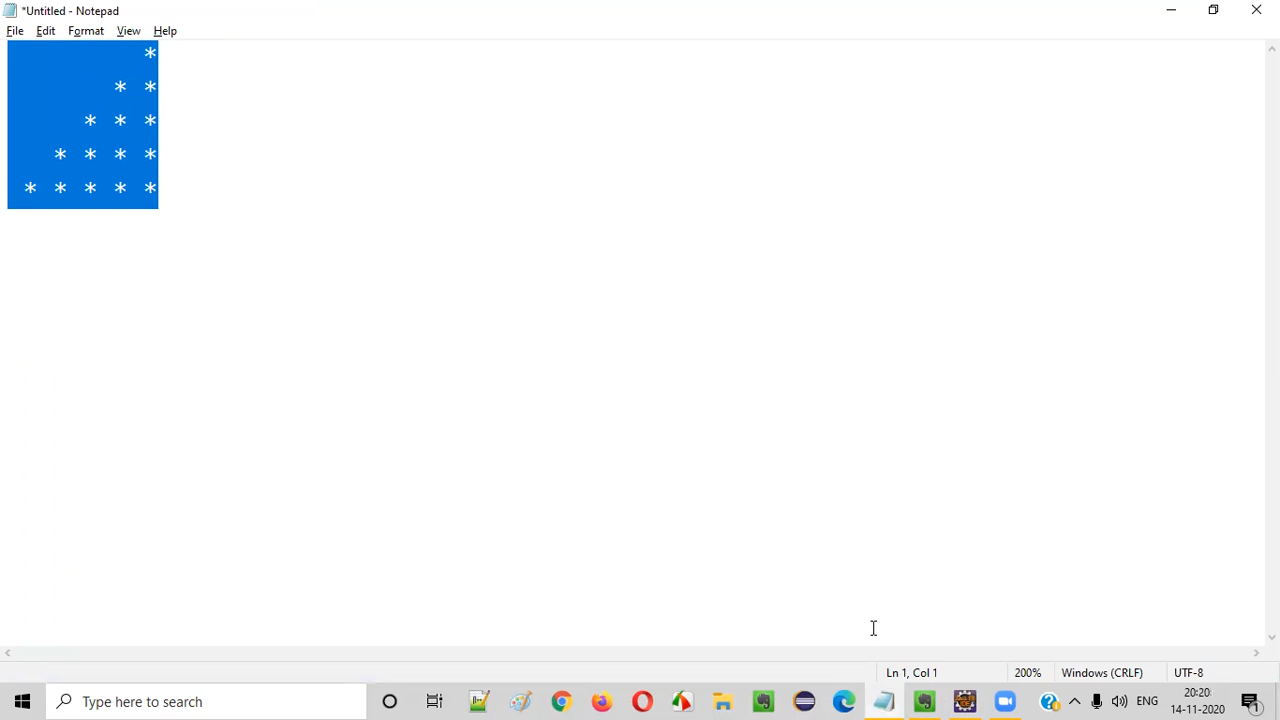 *Untitled - Notepad
File Edit Format View Help
*
* *
* * *
* * * *
* * * * *
Ln 1, Col 1 200% Windows (CRLF) UTF-8
Type here to search
ENG
20:20
14-11-2020
1